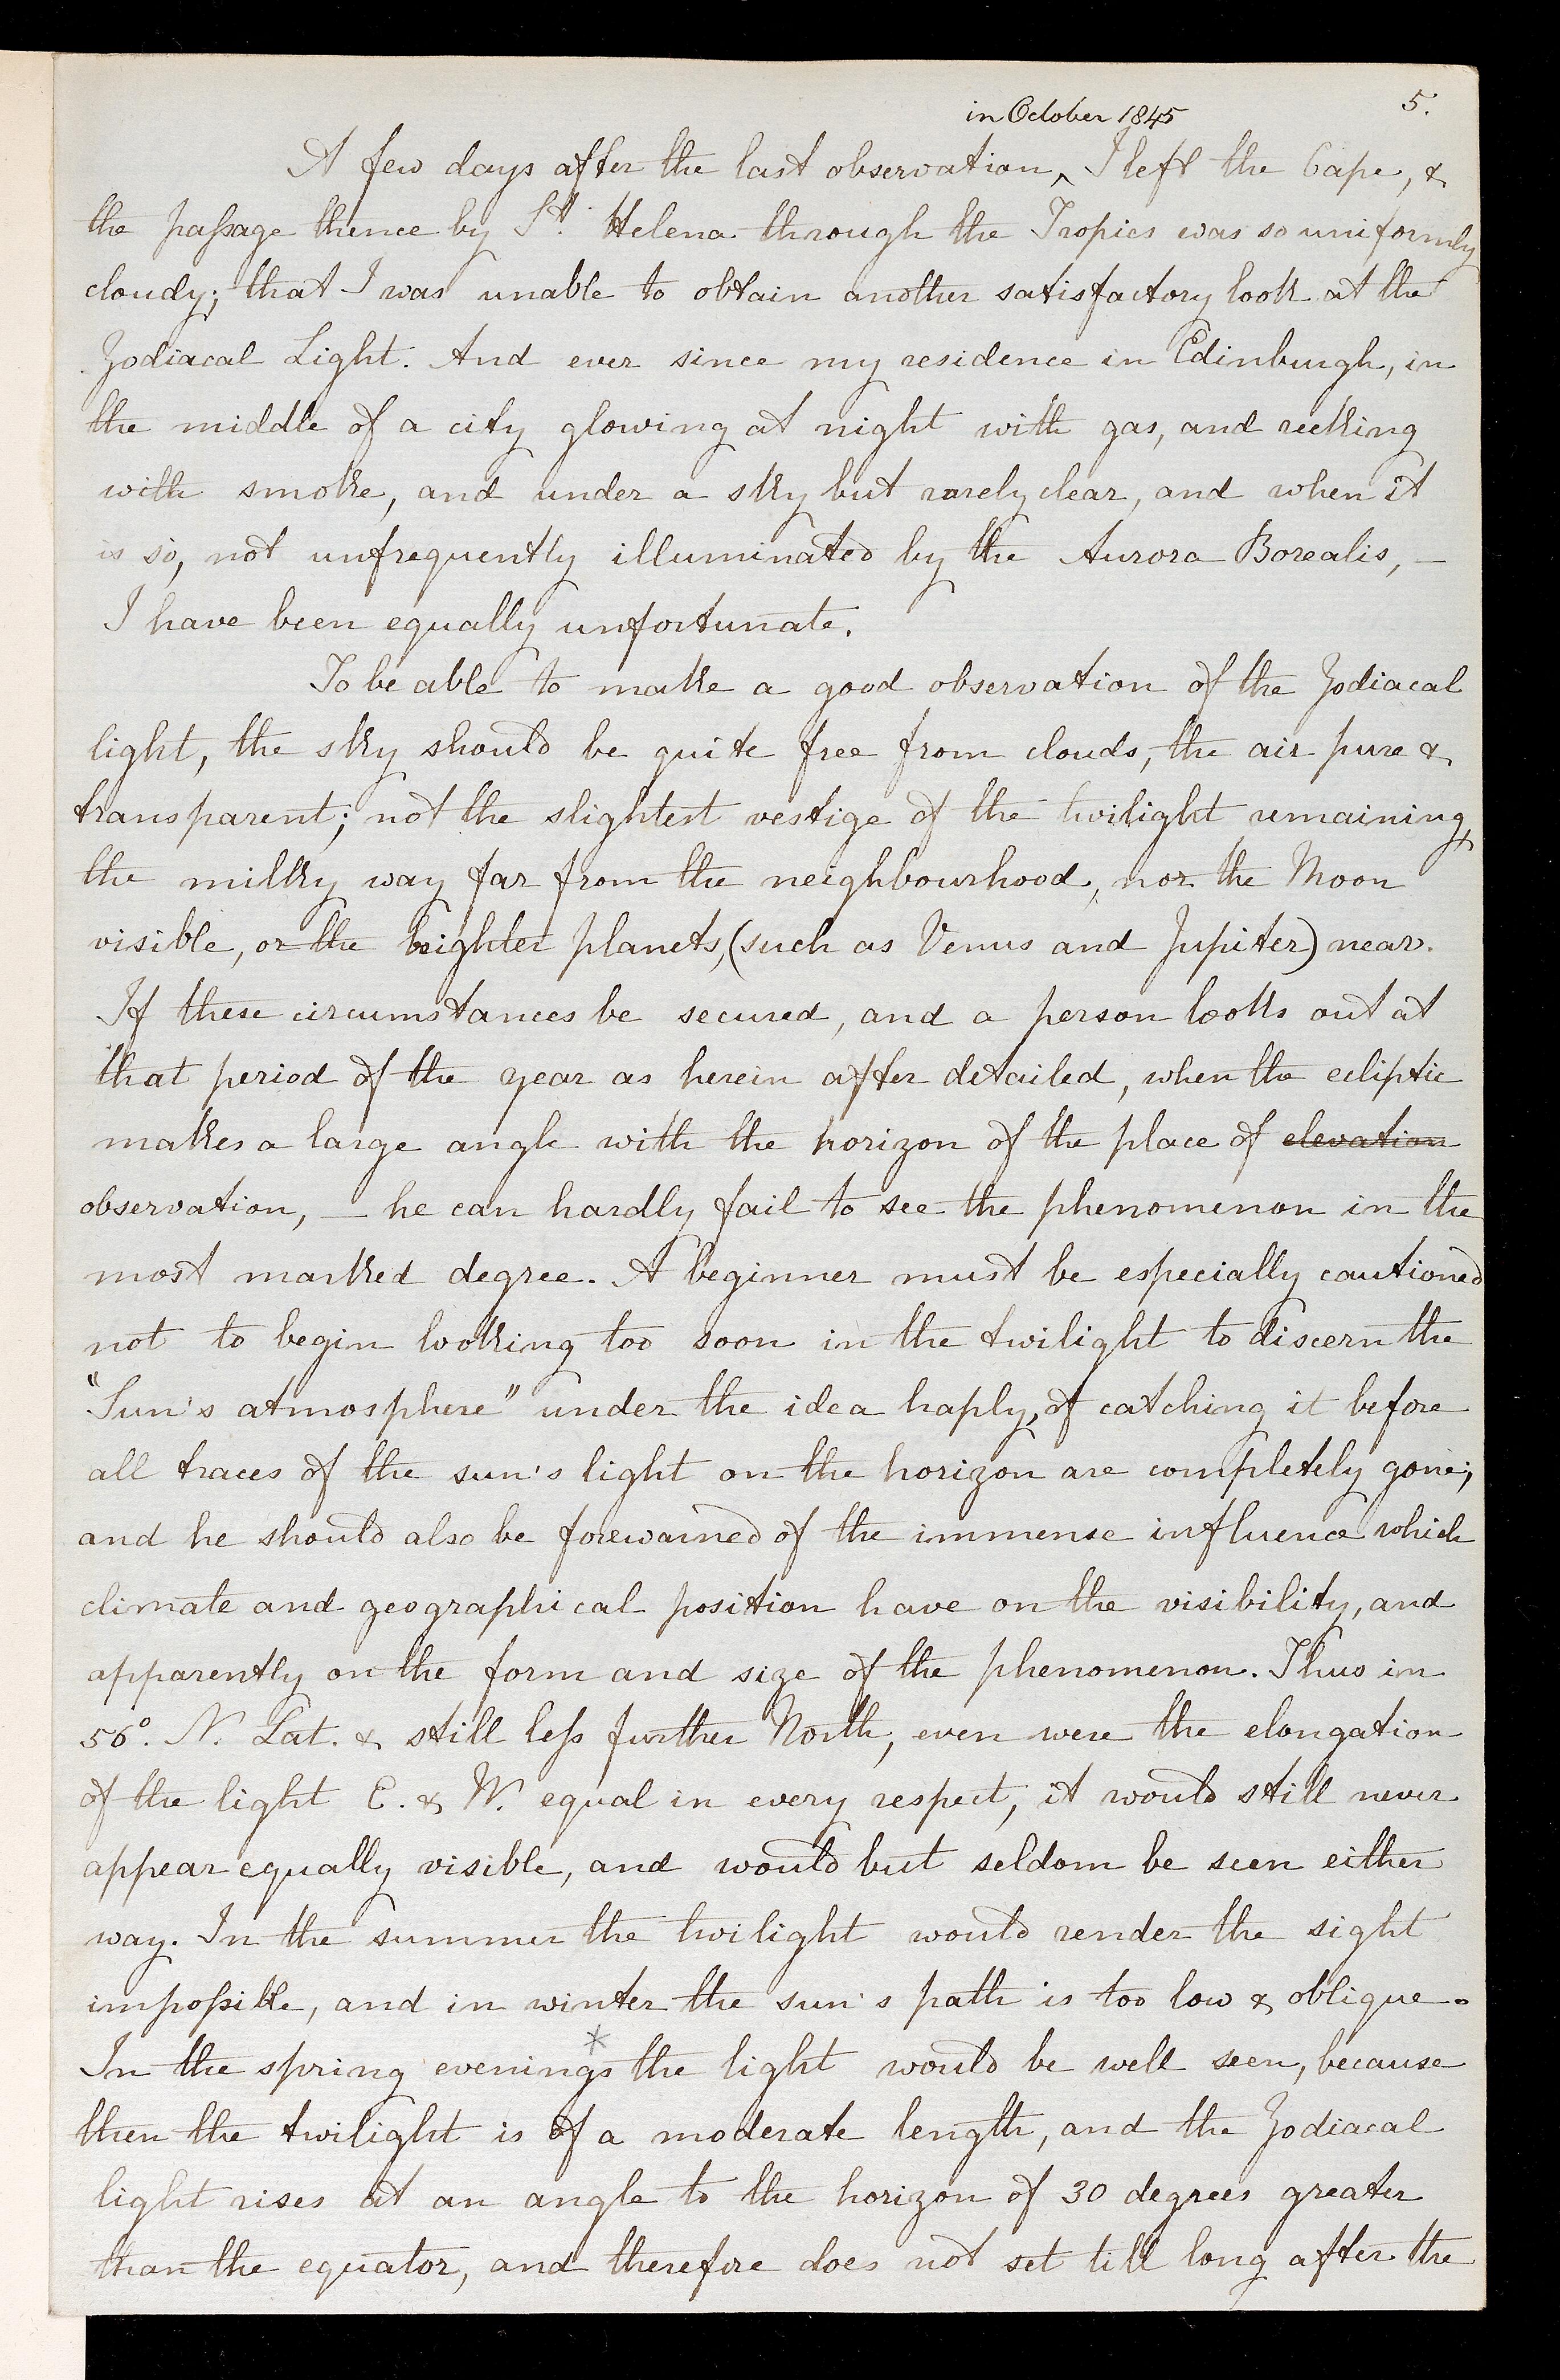 5.
in October 1845
A few days after the last observation ^ I left the Cape, &
the passage thence by St. Helena through the Tropics was so uniformly
cloudy; that I was unable to obtain another satisfactory look at the
Zodiacal Light. And ever since my residence in Edinburgh, in
the middle of a city glowing at night with gas, and reeking
with smoke, and under a sky but rarely clear, and when it
is so, not unfrequently illuminated by the Aurora Borealis, —
I have been equally unfortunate.
To be able to make a good observation of the Zodiacal
light, the sky should be quite free from clouds, the air pure &
transparent; not the slightest vestige of the twilight remaining,
the milky way far from the neighbourhood, nor the Moon
visible, or the brighter planets, (such as Venus and Jupiter) near.
If these circumstances be secured, and a person looks out at
that period of the year as herein after detailed, when the ecliptic
makes a large angle with the horizon of the place of elevation
observation, — he can hardly fail to see the phenomenon in the
most marked degree. A beginner must be especially cautioned
not to begin looking too soon in the twilight to discern the
"Sun's atmosphere" under the idea haply, of catching it before
all traces of the sun's light on the horizon are completely gone;
and he should also be forewarned of the immense influence which
climate and geographical position have on the visibility, and
apparently on the form and size of the phenomenon. Thus in
56°. N. Lat. & still less further North, even were the elongation
of the light E. & W. equal in every respect, it would still never
appear equally visible, and would but seldom be seen either
way. In the summer the twilight would render the sight
impossible, and in winter the sun's path is too low & oblique.
In the spring evenings * the light would be well seen, because
then the twilight is of a moderate length, and the Zodiacal
light rises at an angle to the horizon of 30 degrees greater
than the equator, and therefore does not set till long after the